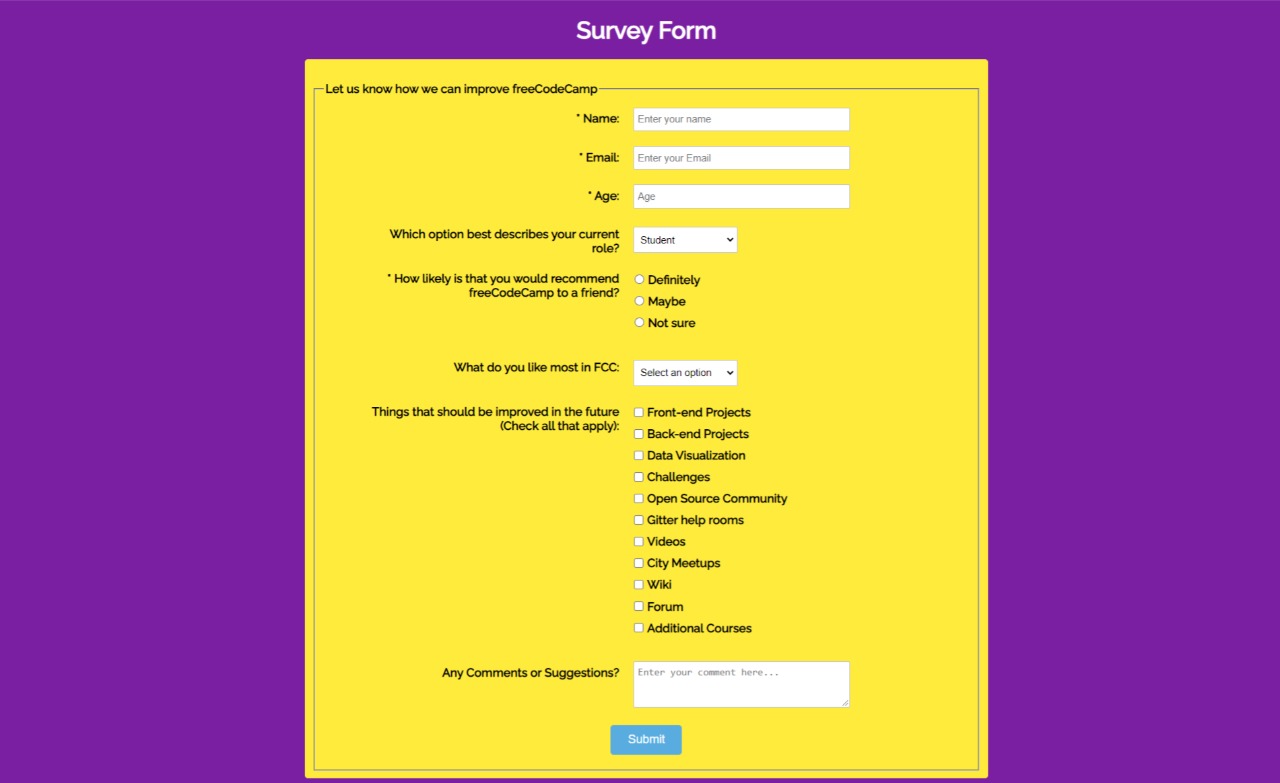 Survey Form
Let us know how we can improve freeCodeCamp
* Name:
Enter your name
* Email:
Enter your Email
* Age:
Age
Which option best describes your current
role?
Student
* How likely is that you would recommend
freeCodeCamp to a friend?
Definitely
Maybe
Not sure
What do you like most in FCC:
Select an option
Things that should be improved in the future
(Check all that apply):
Front-end Projects
Back-end Projects
Data Visualization
Challenges
Open Source Community
Gitter help rooms
Videos
City Meetups
Wiki
Forum
Additional Courses
Any Comments or Suggestions?
Enter your comment here...
Submit